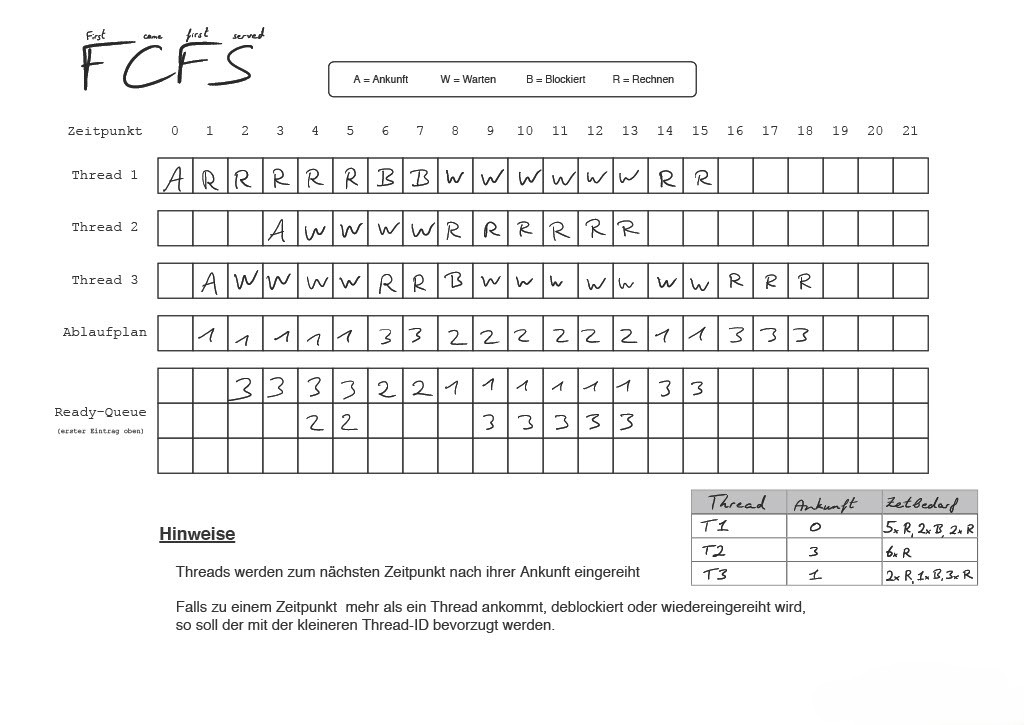 First came first served
FCFS
A = Ankunft W = Warten B = Blockiert R = Rechnen
Zeitpunkt 0 1 2 3 4 5 6 7 8 9 10 11 12 13 14 15 16 17 18 19 20 21
Thread 1 A R R R R R B B W W W W W W R R
Thread 2 A W W W W R R R R R R
Thread 3 A W W W W R R B W W W W W W W R R R
Ablaufplan 1 1 1 1 1 3 3 2 2 2 2 2 2 1 1 3 3 3
3 3 3 3 2 2 1 1 1 1 1 1 3 3
Ready-Queue 2 2 3 3 3 3 3
(erster Eintrag oben)
Thread Ankunft Zetbedarf
T1 0 5x R, 2x B, 2x R
T2 3 6x R
T3 1 2x R, 1x B, 3x R
Hinweise
Threads werden zum nächsten Zeitpunkt nach ihrer Ankunft eingereiht
Falls zu einem Zeitpunkt mehr als ein Thread ankommt, deblockiert oder wiedereingereiht wird,
so soll der mit der kleineren Thread-ID bevorzugt werden.